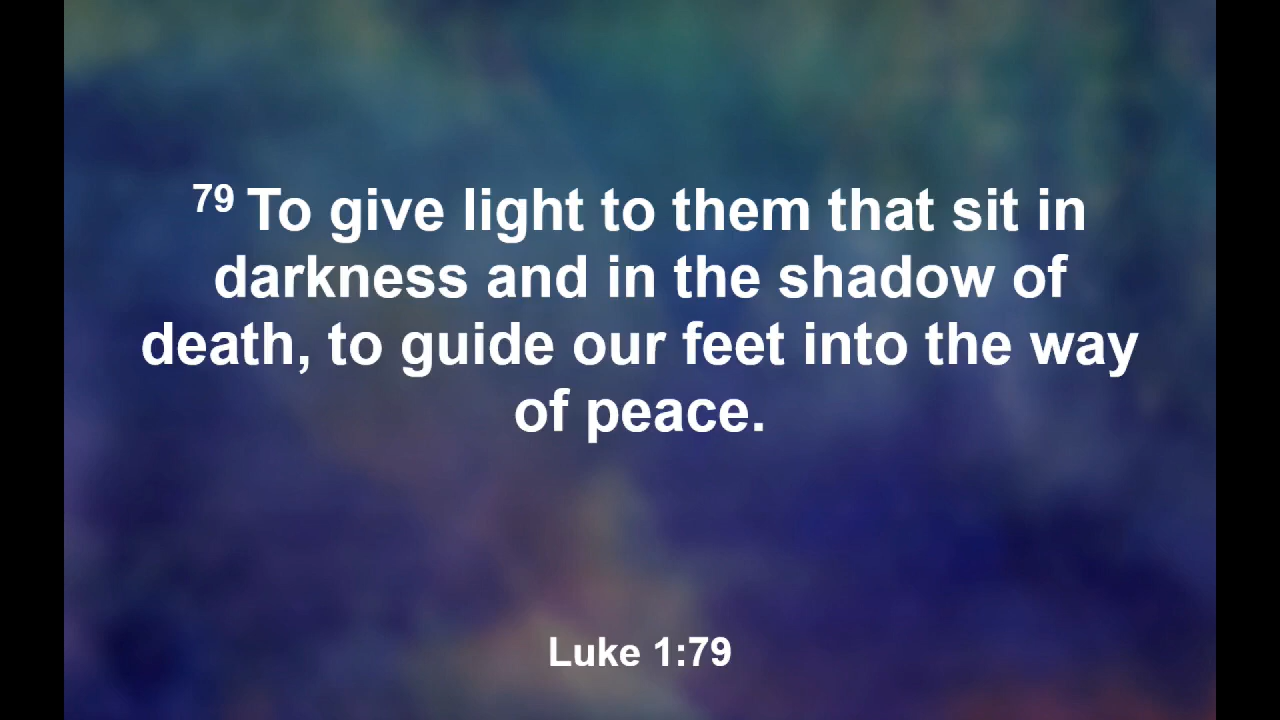 79 To give light to them that sit in
darkness and in the shadow of
death, to guide our feet into the way
of peace.
Luke 1:79